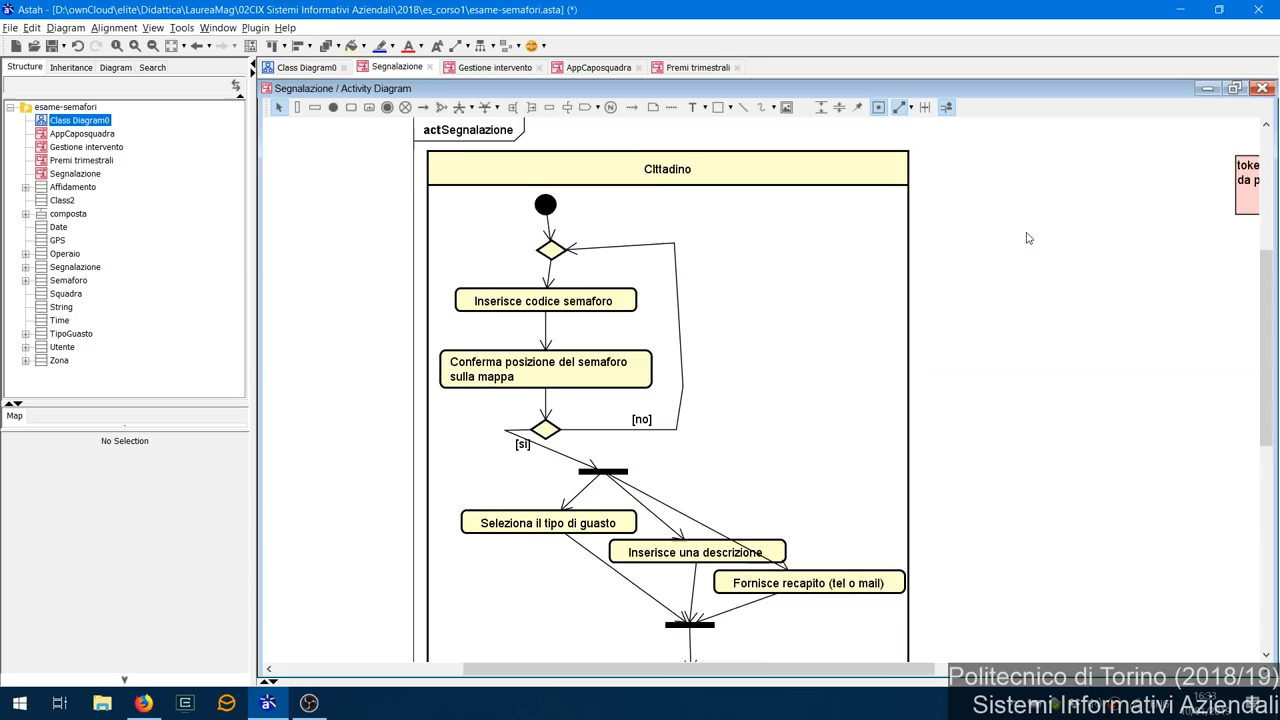 Astah - [D:\ownCloud\elite\Didattica\LaureaMag\02CIX Sistemi Informativi Aziendali\2018\es_corso1\esame-semafori.asta] (*)
File Edit Diagram Alignment View Tools Window Plugin Help
Structure Inheritance Diagram Search
Class Diagram0 Segnalazione Gestione intervento AppCaposquadra Premi trimestrali
Segnalazione / Activity Diagram
esame-semafori
Class Diagram0
AppCaposquadra
Gestione intervento
Premi trimestrali
Segnalazione
Affidamento
Class2
composta
Date
GPS
Operaio
Segnalazione
Semaforo
Squadra
String
Time
TipoGuasto
Utente
Zona
Map
No Selection
actSegnalazione
CIttadino
Inserisce codice semaforo
Conferma posizione del semaforo
sulla mappa
[no]
[si]
Seleziona il tipo di guasto
Inserisce una descrizione
Fornisce recapito (tel o mail)
toke
da p
Politecnico di Torino (2018/19)
Sistemi Informativi Aziendali
16:33